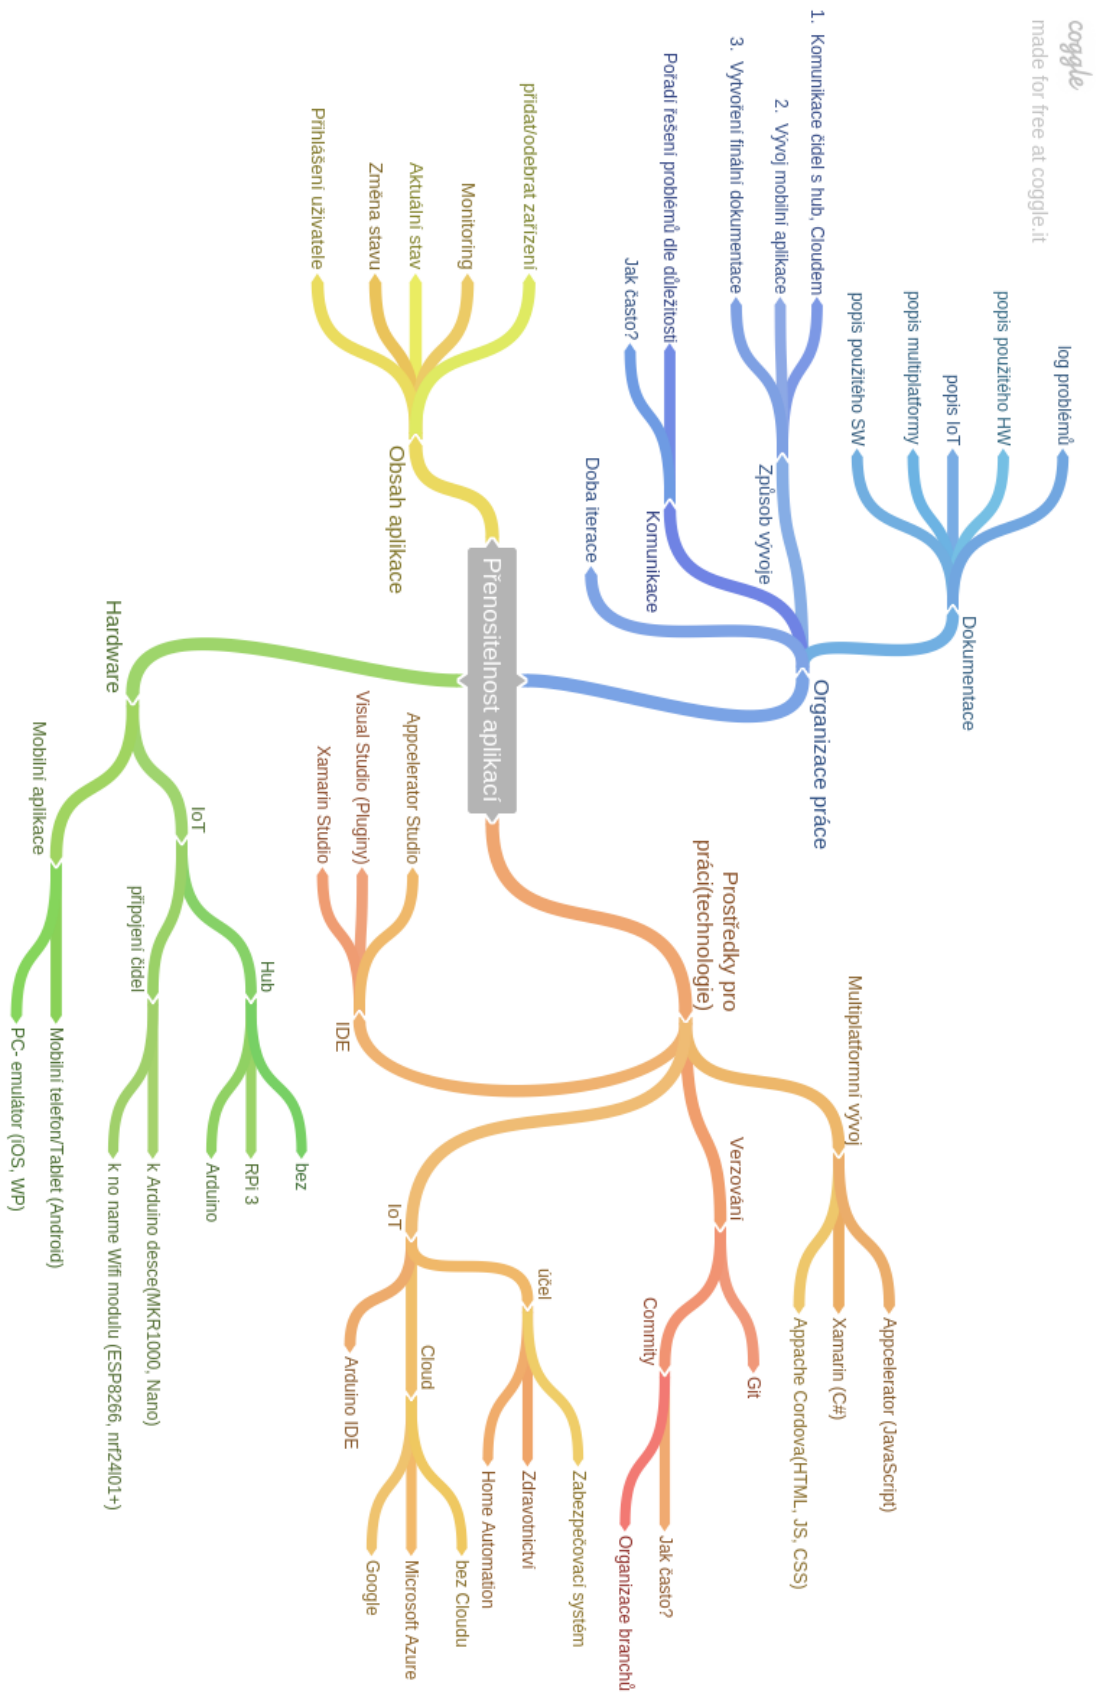 coggle
made for free at coggle.it
log problémů
popis použitého HW
popis IoT
popis multiplatformy
popis použitého SW
Dokumentace
1. Komunikace čidel s hub, Cloudem
2. Vývoj mobilní aplikace
3. Vytvoření finální dokumentace
Způsob vývoje
Pořadí řešení problémů dle důležitosti
Jak často?
Komunikace
Doba iterace
Organizace práce
přidat/odebrat zařízení
Monitoring
Aktuální stav
Změna stavu
Přihlášení uživatele
Obsah aplikace
Přenositelnost aplikací
Prostředky pro
práci(technologie)
Multiplatformní vývoj
Appcelerator (JavaScript)
Xamarin (C#)
Appache Cordova(HTML, JS, CSS)
Verzování
Git
Commity
Jak často?
Organizace branchů
IoT
účel
Zabezpečovací systém
Zdravotnictví
Home Automation
Cloud
bez Cloudu
Microsoft Azure
Google
Arduino IDE
IDE
Appcelerator Studio
Visual Studio (Pluginy)
Xamarin Studio
Hardware
IoT
Hub
bez
RPi 3
Arduino
připojení čidel
k Arduino desce(MKR1000, Nano)
k no name Wifi modulu (ESP8266, nrf24l01+)
Mobilní aplikace
Mobilní telefon/Tablet (Android)
PC- emulátor (iOS, WP)